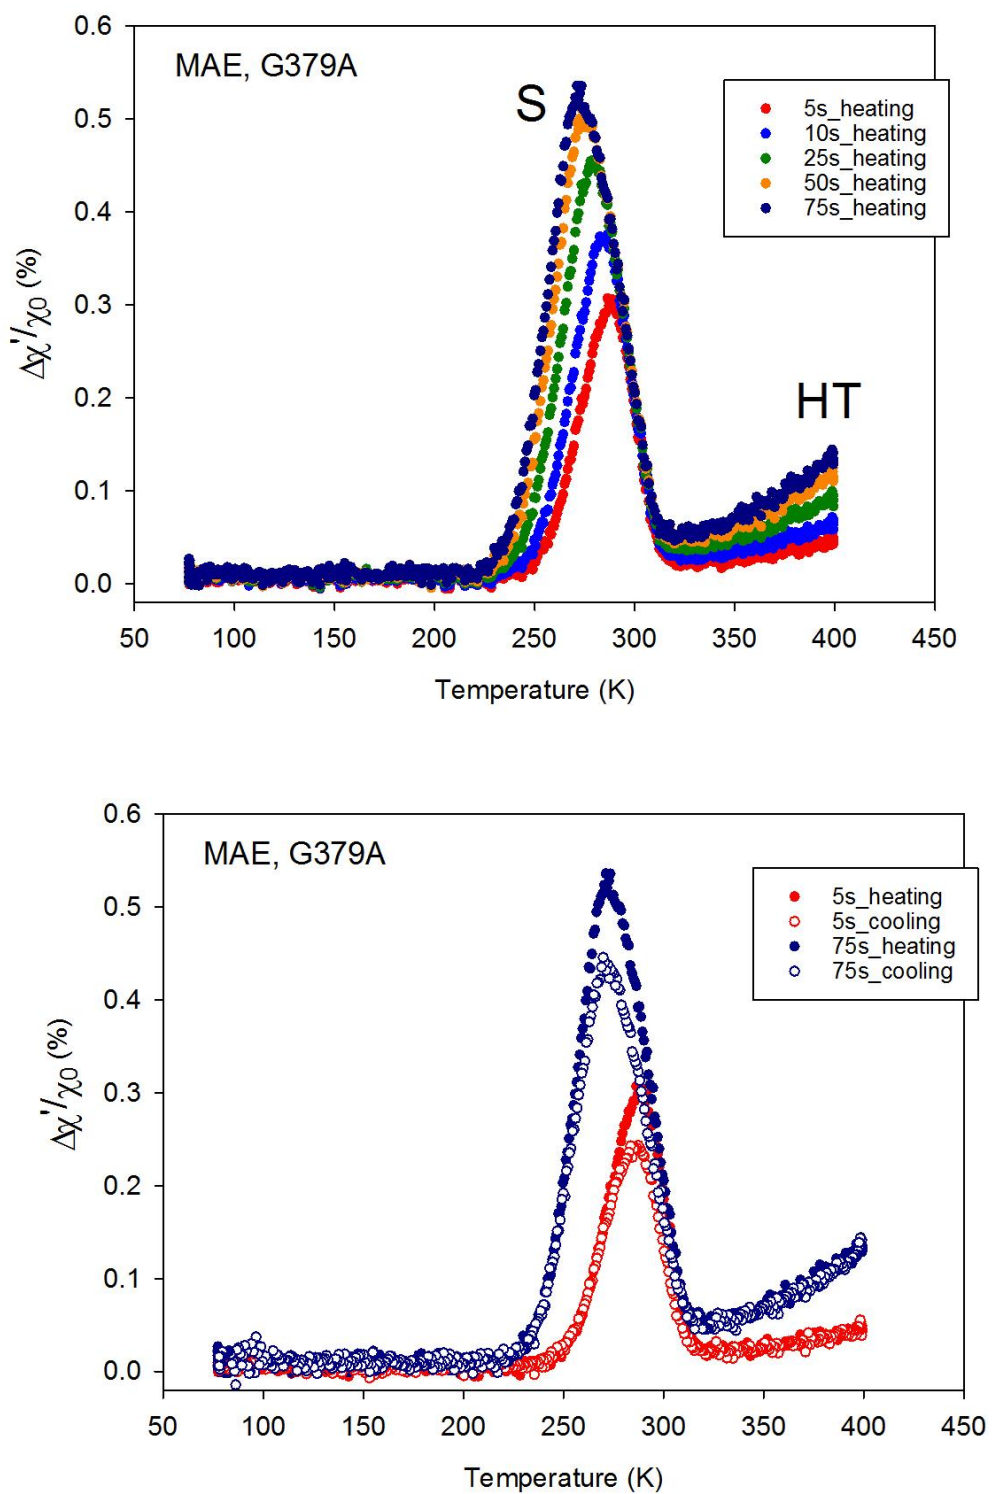 0.6
MAE, G379A
S
5s_heating
10s_heating
25s_heating
50s_heating
75s_heating
0.5
0.4
0.3
HT
0.2
0.1
0.0
Δχ'/χ0 (%)
50 100 150 200 250 300 350 400 450
Temperature (K)
0.6
MAE, G379A
5s_heating
5s_cooling
75s_heating
75s_cooling
0.5
0.4
0.3
0.2
0.1
0.0
Δχ'/χ0 (%)
50 100 150 200 250 300 350 400 450
Temperature (K)